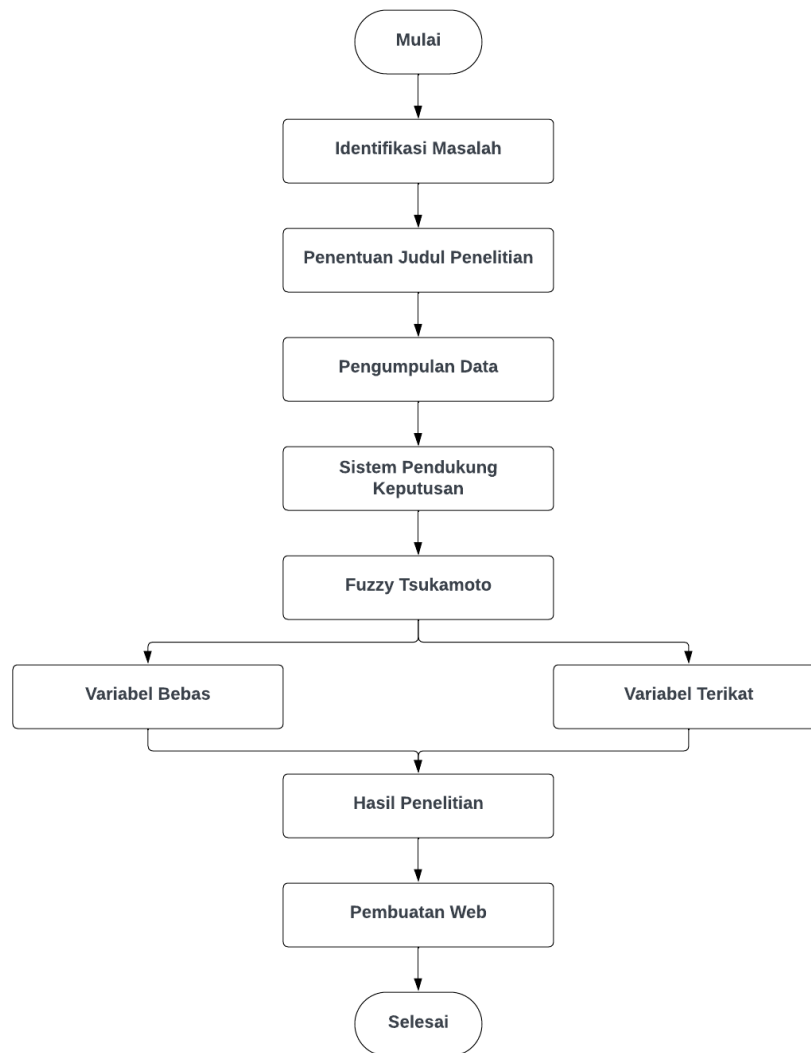 Mulai
Identifikasi Masalah
Penentuan Judul Penelitian
Pengumpulan Data
Sistem Pendukung
Keputusan
Fuzzy Tsukamoto
Variabel Bebas
Variabel Terikat
Hasil Penelitian
Pembuatan Web
Selesai